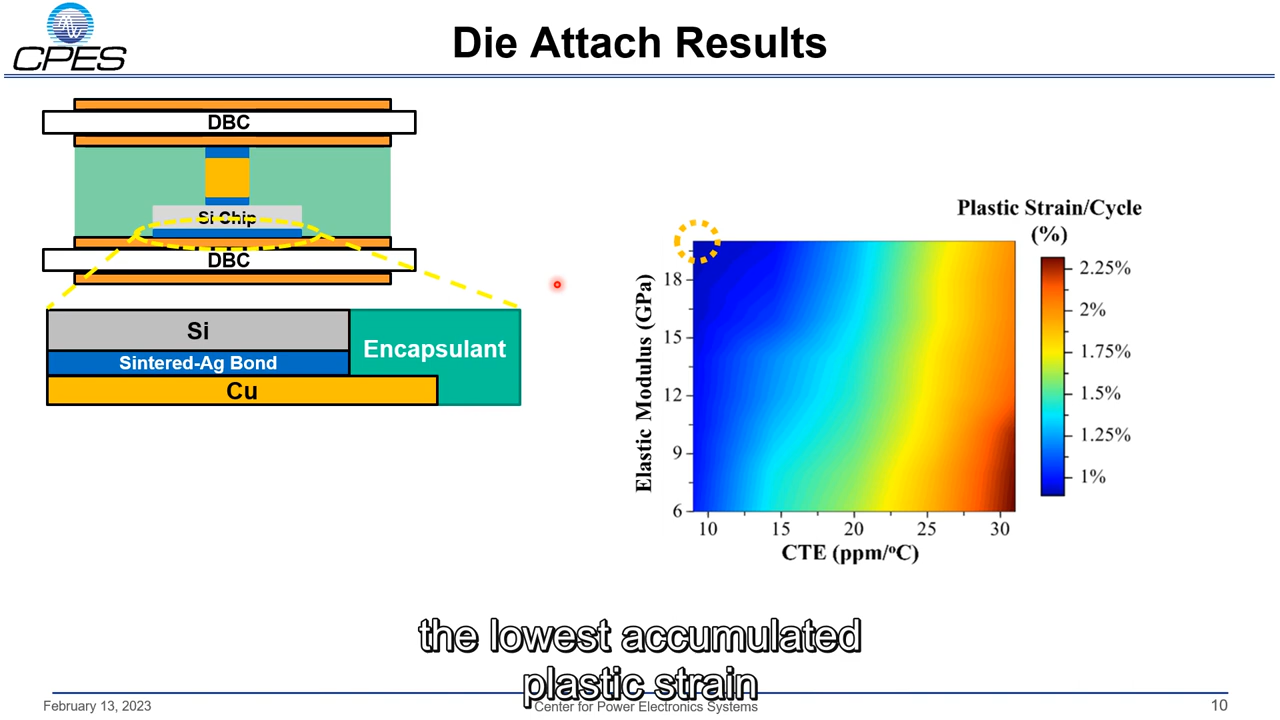 CPES
Die Attach Results
DBC
Si Chip
DBC
Si
Sintered-Ag Bond
Encapsulant
Cu
Plastic Strain/Cycle
(%)
Elastic Modulus (GPa)
18
15
12
9
6
10
15
20
25
30
CTE (ppm/°C)
2.25%
2%
1.75%
1.5%
1.25%
1%
the lowest accumulated
plastic strain
February 13, 2023
Center for Power Electronics Systems
10